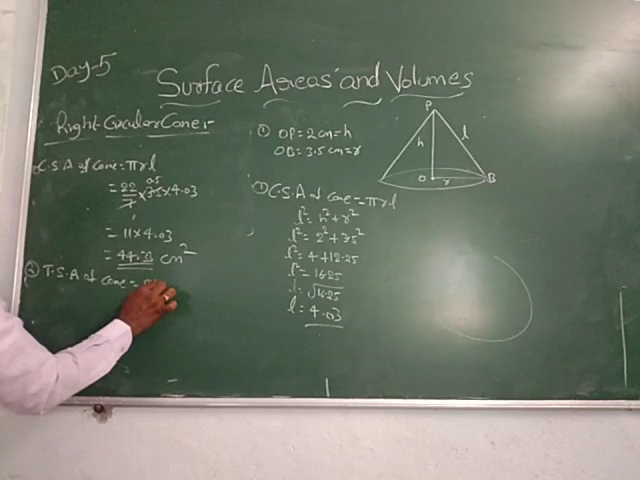 Day-5
Surface Areas and Volumes
Right Circular Cone:-
C.S.A of cone = πrl
= 22/7 × 3.5 × 4.03
0.5
1
= 11 × 4.03
= 44.33 cm²
② T.S.A of cone =
① OP = 2 cm = h
OB = 3.5 cm = r
① C.S.A of cone = πrl
l² = h² + r²
l² = 2² + 3.5²
l² = 4 + 12.25
l² = 16.25
l = √16.25
l = 4.03
P
h
l
O
r
B